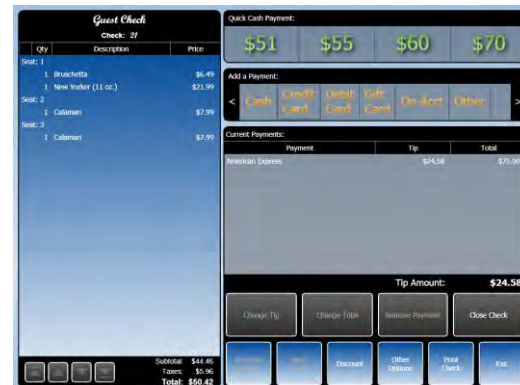 Guest Check
Check: 21
Qty Description Price
Seat: 1
1 Bruschetta $6.49
1 New Yorker (11 oz.) $21.99
Seat: 2
1 Calamari $7.99
Seat: 3
1 Calamari $7.99
Subtotal: $44.46
Taxes: $5.96
Total: $50.42
Quick Cash Payment:
$51 $55 $60 $70
Add a Payment:
< Cash Credit Card Debit Card Gift Card On-Acct Other >
Current Payments:
Payment Tip Total
American Express $24.58 $75.00
Tip Amount: $24.58
Change Tip Change Total Remove Payment Close Check
Discount Other Options Print Check Exit